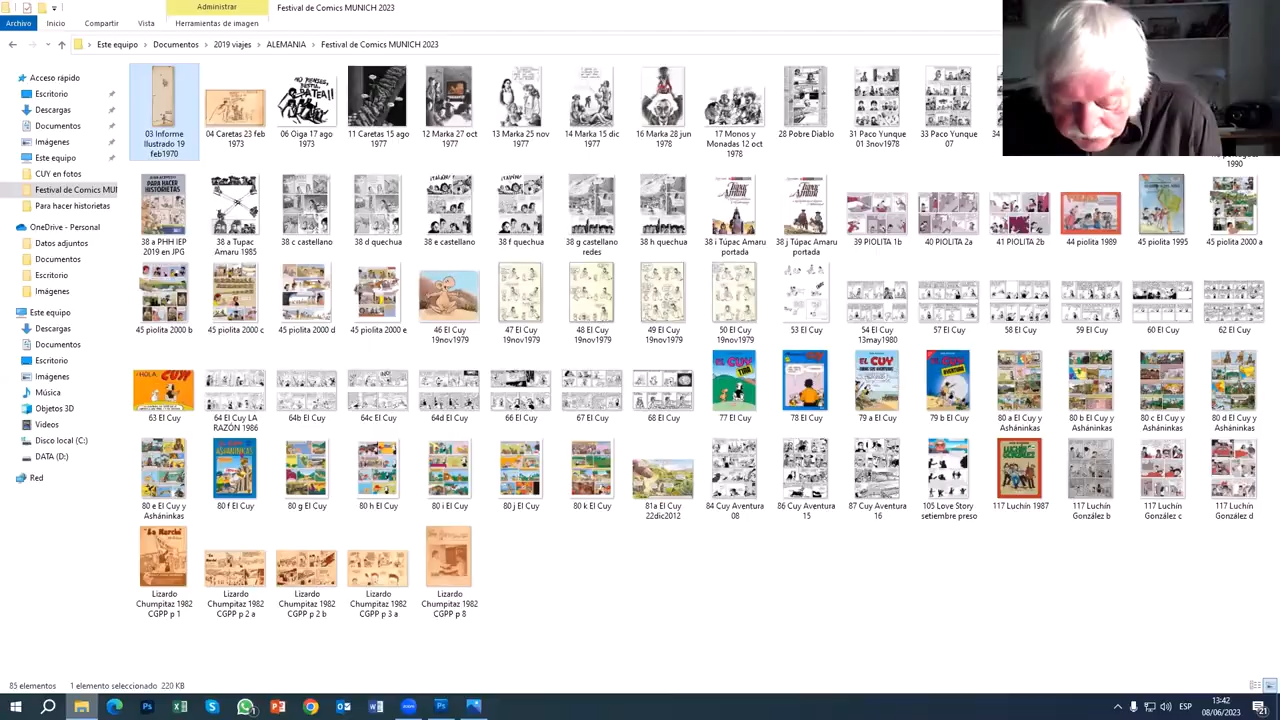 Administrar
Festival de Comics MUNICH 2023
Archivo
Inicio
Compartir
Vista
Herramientas de imagen
Este equipo
Documentos
2019 viajes
ALEMANIA
Festival de Comics MUNICH 2023
Acceso rápido
Escritorio
Descargas
Documentos
Imágenes
Este equipo
CUY en fotos
Festival de Comics MUI
Para hacer historietas
OneDrive - Personal
Datos adjuntos
Documentos
Escritorio
Imágenes
Este equipo
Descargas
Documentos
Escritorio
Imágenes
Música
Objetos 3D
Videos
Disco local (C:)
DATA (D:)
Red
03 Informe
Ilustrado 19
feb1970
04 Caretas 23 feb
1973
06 Oiga 17 ago
1973
11 Caretas 15 ago
1977
12 Marka 27 oct
1977
13 Marka 25 nov
1977
14 Marka 15 dic
1977
16 Marka 28 jun
1978
17 Monos y
Monadas 12 oct
1978
28 Pobre Diablo
31 Paco Yunque
01 3nov1978
33 Paco Yunque
07
34
1990
38 a PHH IEP
2019 en JPG
38 a Tupac
Amaru 1985
38 c castellano
38 d quechua
38 e castellano
38 f quechua
38 g castellano
redes
38 h quechua
38 i Túpac Amaru
portada
38 j Túpac Amaru
portada
39 PIOLITA 1b
40 PIOLITA 2a
41 PIOLITA 2b
44 piolita 1989
45 piolita 1995
45 piolita 2000 a
45 piolita 2000 b
45 piolita 2000 c
45 piolita 2000 d
45 piolita 2000 e
46 El Cuy
19nov1979
47 El Cuy
19nov1979
48 El Cuy
19nov1979
49 El Cuy
19nov1979
50 El Cuy
19nov1979
53 El Cuy
54 El Cuy
13may1980
57 El Cuy
58 El Cuy
59 El Cuy
60 El Cuy
62 El Cuy
63 El Cuy
64 El Cuy LA
RAZÓN 1986
64b El Cuy
64c El Cuy
64d El Cuy
66 El Cuy
67 El Cuy
68 El Cuy
77 El Cuy
78 El Cuy
79 a El Cuy
79 b El Cuy
80 a El Cuy y
Asháninkas
80 b El Cuy y
Asháninkas
80 c El Cuy y
Asháninkas
80 d El Cuy y
Asháninkas
80 e El Cuy y
Asháninkas
80 f El Cuy
80 g El Cuy
80 h El Cuy
80 i El Cuy
80 j El Cuy
80 k El Cuy
81a El Cuy
22dic2012
84 Cuy Aventura
08
86 Cuy Aventura
15
87 Cuy Aventura
16
105 Love Story
setiembre preso
117 Luchín 1987
117 Luchín
González b
117 Luchín
González c
117 Luchín
González d
Lizardo
Chumpitaz 1982
CGPP p 1
Lizardo
Chumpitaz 1982
CGPP p 2 a
Lizardo
Chumpitaz 1982
CGPP p 2 b
Lizardo
Chumpitaz 1982
CGPP p 3 a
Lizardo
Chumpitaz 1982
CGPP p 8
85 elementos
1 elemento seleccionado 220 KB
ESP
13:42
08/06/2023
21